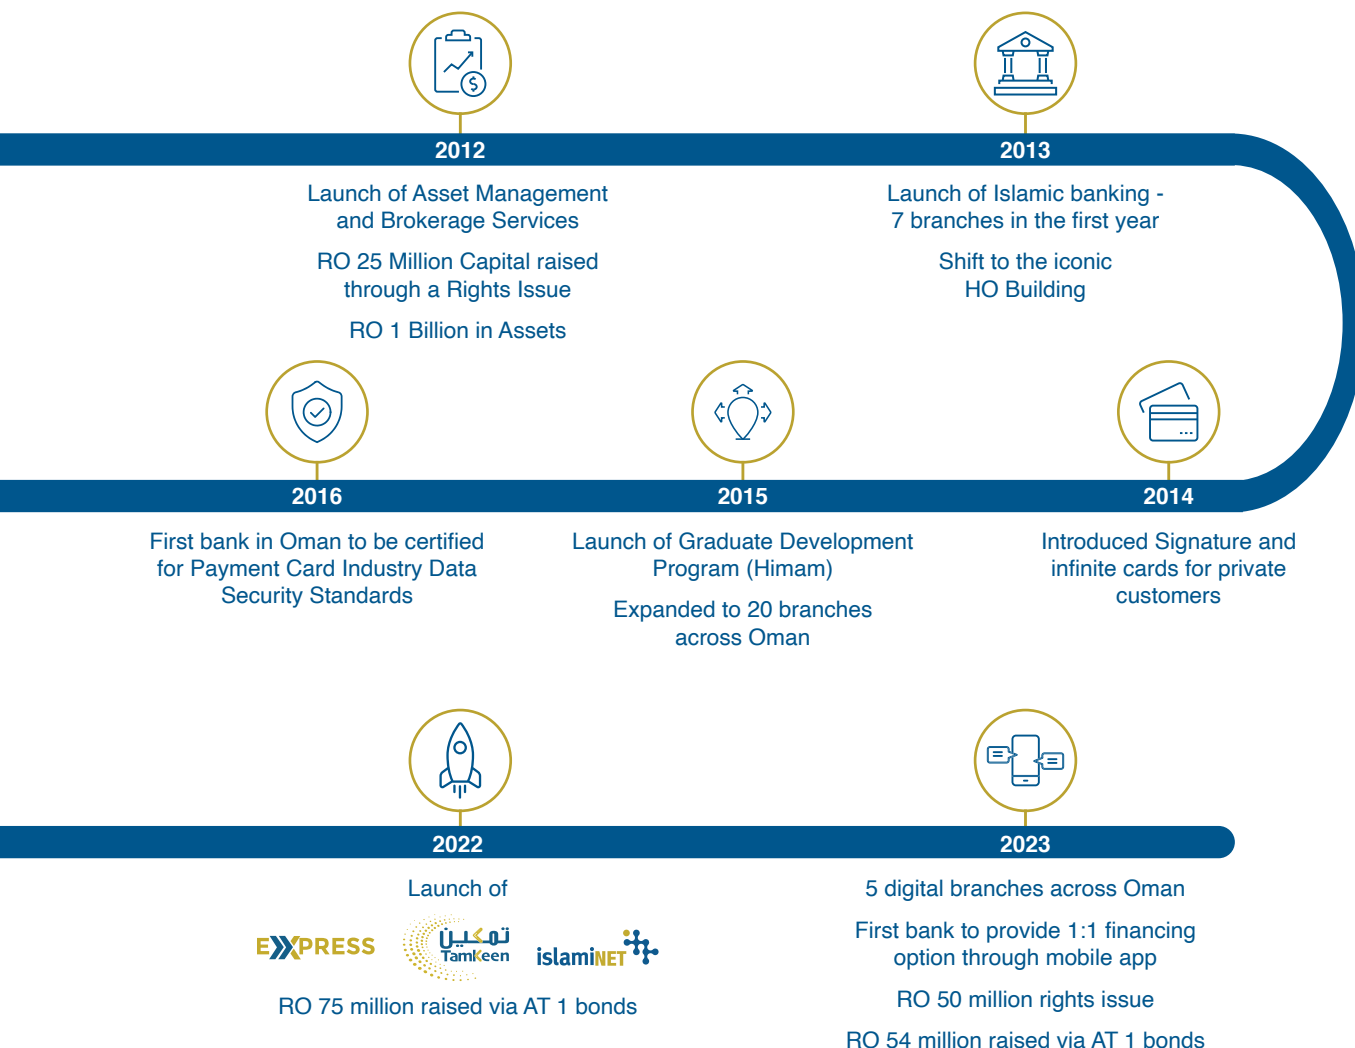 2012
Launch of Asset Management
and Brokerage Services
RO 25 Million Capital raised
through a Rights Issue
RO 1 Billion in Assets
2013
Launch of Islamic banking -
7 branches in the first year
Shift to the iconic
HO Building
2014
Introduced Signature and
infinite cards for private
customers
2015
Launch of Graduate Development
Program (Himam)
Expanded to 20 branches
across Oman
2016
First bank in Oman to be certified
for Payment Card Industry Data
Security Standards
2022
Launch of
EXPRESS
تمكين
Tamkeen
islamiNET
RO 75 million raised via AT 1 bonds
2023
5 digital branches across Oman
First bank to provide 1:1 financing
option through mobile app
RO 50 million rights issue
RO 54 million raised via AT 1 bonds